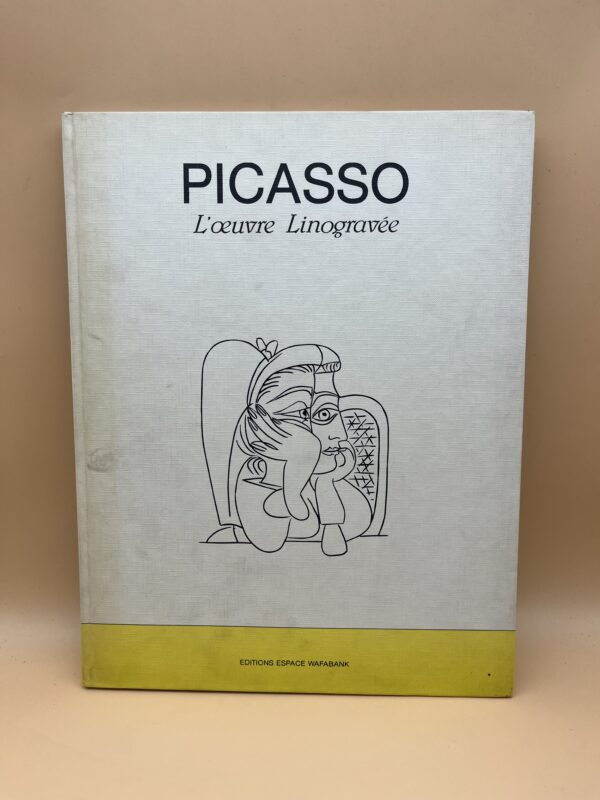 PICASSO
L'œuvre Linogravée
EDITIONS ESPACE WAFABANK